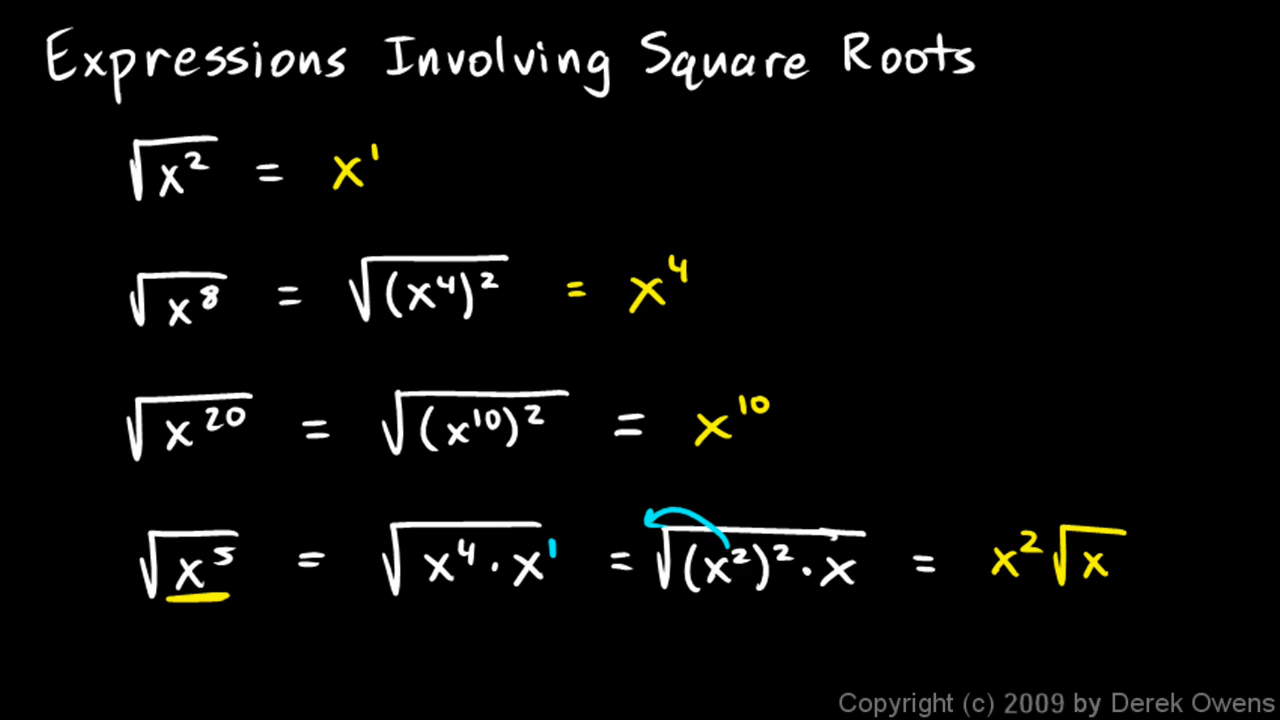 Expressions Involving Square Roots
√x² = x¹
√x⁸ = √(x⁴)² = x⁴
√x²⁰ = √(x¹⁰)² = x¹⁰
√x⁵ = √x⁴·x¹ = √(x²)²·x = x²√x
Copyright (c) 2009 by Derek Owens